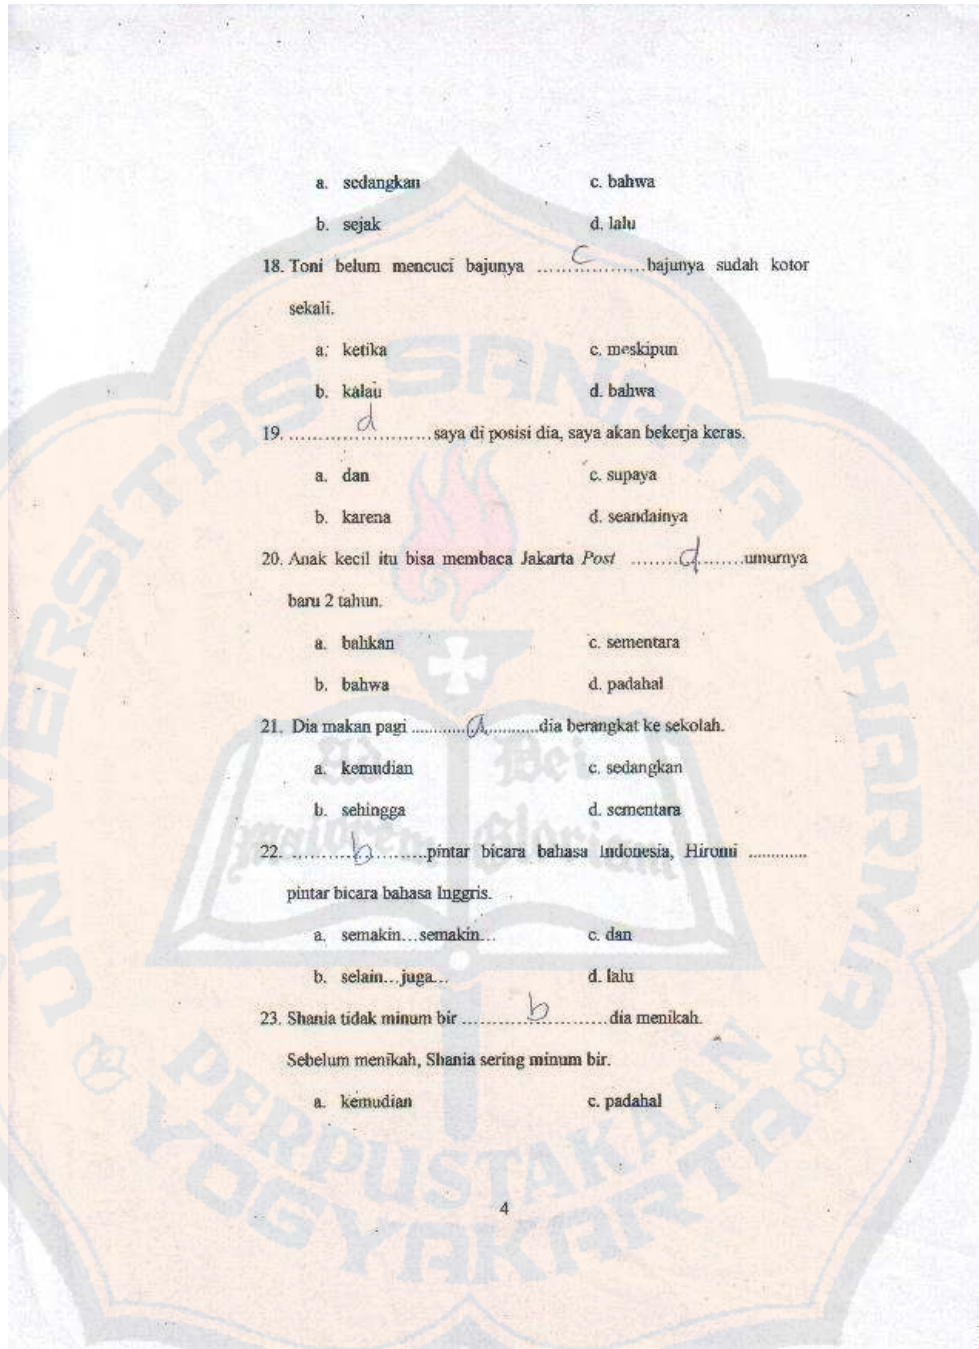 a. sedangkan c. bahwa
b. sejak d. lalu
18. Toni belum mencuci bajunya ........c..........bajunya sudah kotor
sekali.
a. ketika c. meskipun
b. kalau d. bahwa
19. ............d............saya di posisi dia, saya akan bekerja keras.
a. dan c. supaya
b. karena d. seandainya
20. Anak kecil itu bisa membaca Jakarta Post ........d........umurnya
baru 2 tahun.
a. bahkan c. sementara
b. bahwa d. padahal
21. Dia makan pagi ............a............dia berangkat ke sekolah.
a. kemudian c. sedangkan
b. sehingga d. sementara
22. ............b............pintar bicara bahasa Indonesia, Hiromi .............
pintar bicara bahasa Inggris.
a. semakin...semakin... c. dan
b. selain...juga... d. lalu
23. Shania tidak minum bir ............b............dia menikah.
Sebelum menikah, Shania sering minum bir.
a. kemudian c. padahal
4
UNIVERSITAS SANATA DHARMA
Ad Maiorem Dei Gloriam
PERPUSTAKAAN
YOGYAKARTA